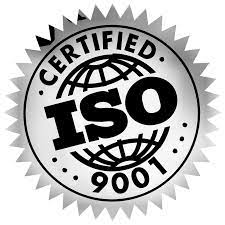 · CERTIFIED ·
ISO
· 9001 ·